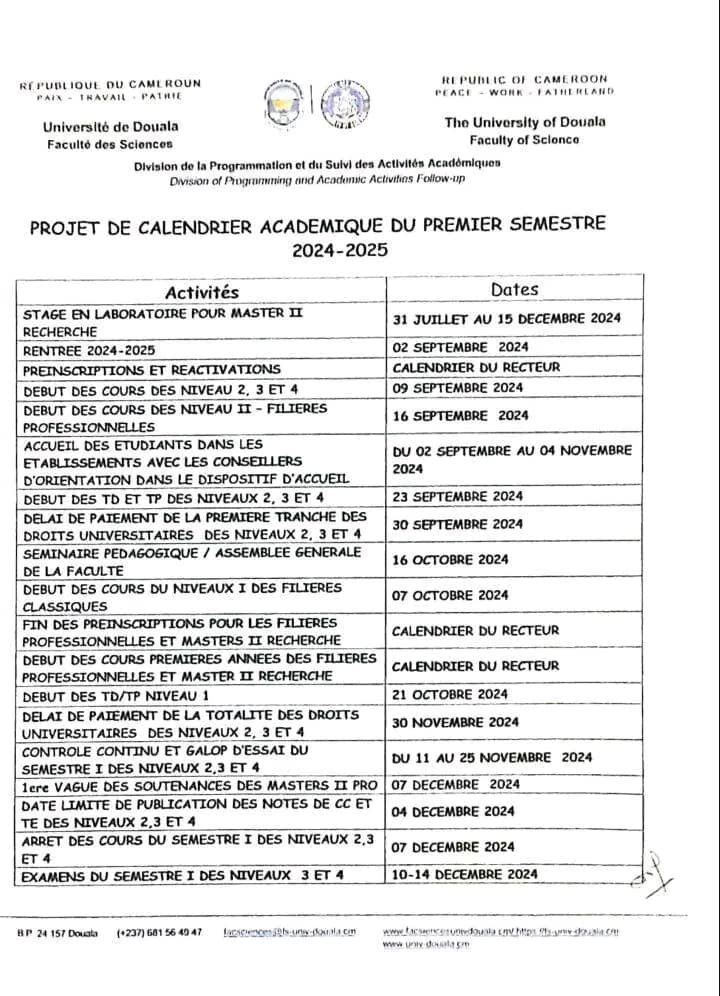 REPUBLIQUE DU CAMEROUN
PAIX - TRAVAIL - PATRIE
Université de Douala
Faculté des Sciences
REPUBLIC OF CAMEROON
PEACE - WORK - FATHERLAND
The University of Douala
Faculty of Science
Division de la Programmation et du Suivi des Activités Académiques
Division of Programming and Academic Activities Follow-up
PROJET DE CALENDRIER ACADEMIQUE DU PREMIER SEMESTRE
2024-2025
Activités Dates
STAGE EN LABORATOIRE POUR MASTER II
RECHERCHE
31 JUILLET AU 15 DECEMBRE 2024
RENTREE 2024-2025 02 SEPTEMBRE 2024
PREINSCRIPTIONS ET REACTIVATIONS CALENDRIER DU RECTEUR
DEBUT DES COURS DES NIVEAU 2, 3 ET 4 09 SEPTEMBRE 2024
DEBUT DES COURS DES NIVEAU II - FILIERES
PROFESSIONNELLES
16 SEPTEMBRE 2024
ACCUEIL DES ETUDIANTS DANS LES
ETABLISSEMENTS AVEC LES CONSEILLERS
D'ORIENTATION DANS LE DISPOSITIF D'ACCUEIL
DU 02 SEPTEMBRE AU 04 NOVEMBRE
2024
DEBUT DES TD ET TP DES NIVEAUX 2, 3 ET 4 23 SEPTEMBRE 2024
DELAI DE PAIEMENT DE LA PREMIERE TRANCHE DES
DROITS UNIVERSITAIRES DES NIVEAUX 2, 3 ET 4
30 SEPTEMBRE 2024
SEMINAIRE PEDAGOGIQUE / ASSEMBLEE GENERALE
DE LA FACULTE
16 OCTOBRE 2024
DEBUT DES COURS DU NIVEAUX I DES FILIERES
CLASSIQUES
07 OCTOBRE 2024
FIN DES PREINSCRIPTIONS POUR LES FILIERES
PROFESSIONNELLES ET MASTERS II RECHERCHE
CALENDRIER DU RECTEUR
DEBUT DES COURS PREMIERES ANNEES DES FILIERES
PROFESSIONNELLES ET MASTER II RECHERCHE
CALENDRIER DU RECTEUR
DEBUT DES TD/TP NIVEAU 1 21 OCTOBRE 2024
DELAI DE PAIEMENT DE LA TOTALITE DES DROITS
UNIVERSITAIRES DES NIVEAUX 2, 3 ET 4
30 NOVEMBRE 2024
CONTROLE CONTINU ET GALOP D'ESSAI DU
SEMESTRE I DES NIVEAUX 2,3 ET 4
DU 11 AU 25 NOVEMBRE 2024
1ere VAGUE DES SOUTENANCES DES MASTERS II PRO 07 DECEMBRE 2024
DATE LIMITE DE PUBLICATION DES NOTES DE CC ET
TE DES NIVEAUX 2,3 ET 4
04 DECEMBRE 2024
ARRET DES COURS DU SEMESTRE I DES NIVEAUX 2,3
ET 4
07 DECEMBRE 2024
EXAMENS DU SEMESTRE I DES NIVEAUX 3 ET 4 10-14 DECEMBRE 2024
B.P 24 157 Douala (+237) 681 56 49 47 facsciences@fs-univ-douala.cm www.facsciencesunivdouala.cm/ https://fs-univ-douala.cm
www.univ-douala.cm